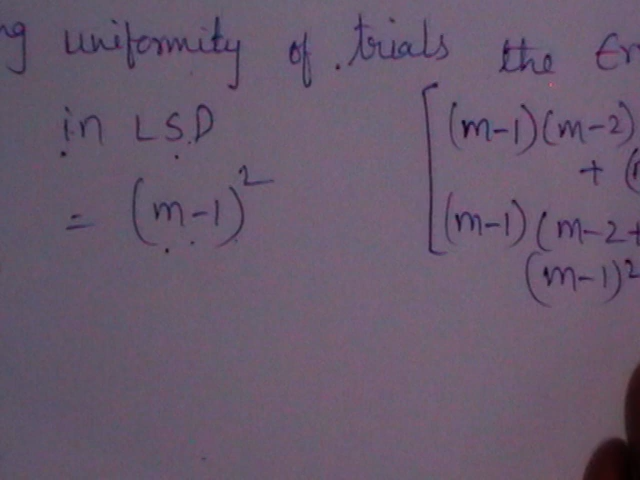 uniformity of trials the
in LSD
= (m-1)²
[(m-1)(m-2)
+
(m-1)(m-2+
(m-1)²